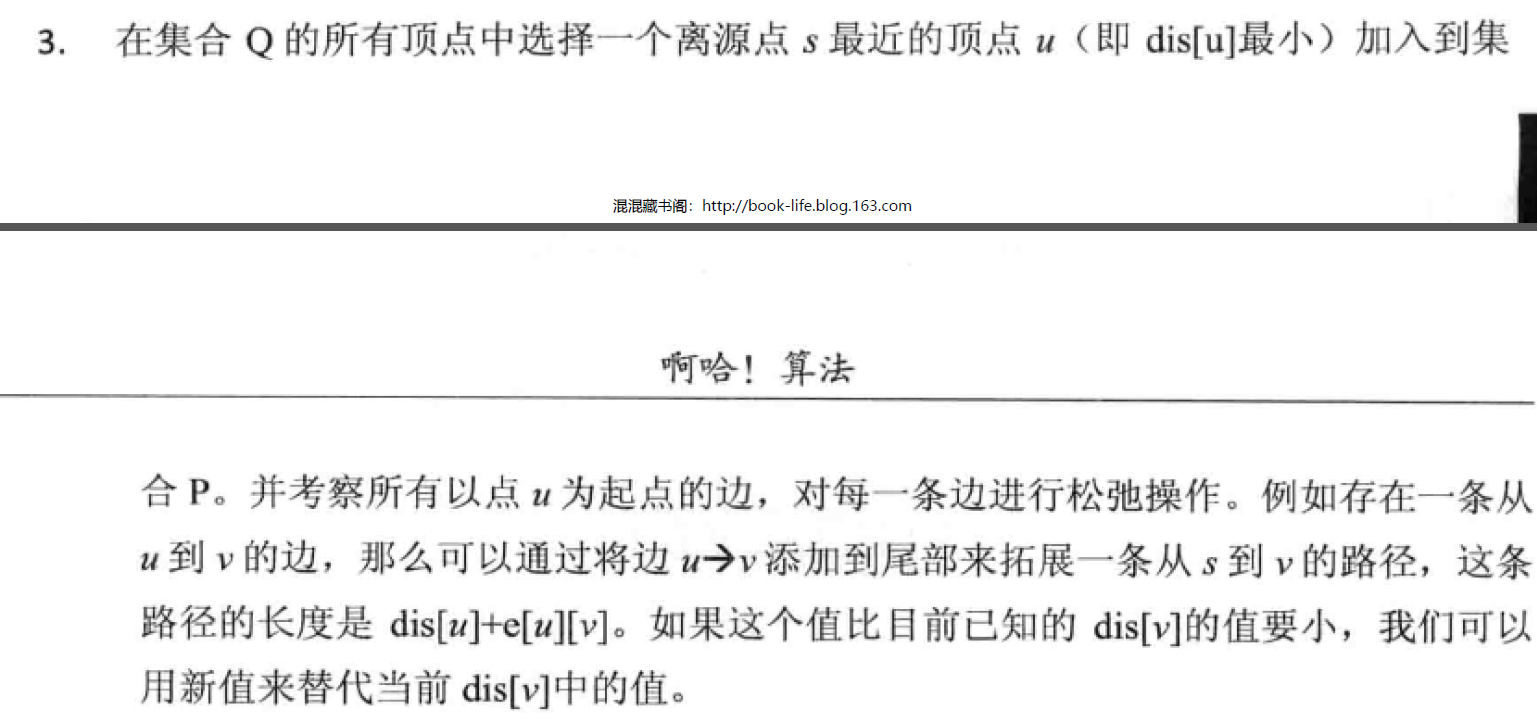 3. 在集合 Q 的所有顶点中选择一个离源点 s 最近的顶点 u（即 dis[u]最小）加入到集
混混藏书阁：http://book-life.blog.163.com
啊哈！算法
合 P。并考察所有以点 u 为起点的边，对每一条边进行松弛操作。例如存在一条从
u 到 v 的边，那么可以通过将边 u→v 添加到尾部来拓展一条从 s 到 v 的路径，这条
路径的长度是 dis[u]+e[u][v]。如果这个值比目前已知的 dis[v]的值要小，我们可以
用新值来替代当前 dis[v]中的值。